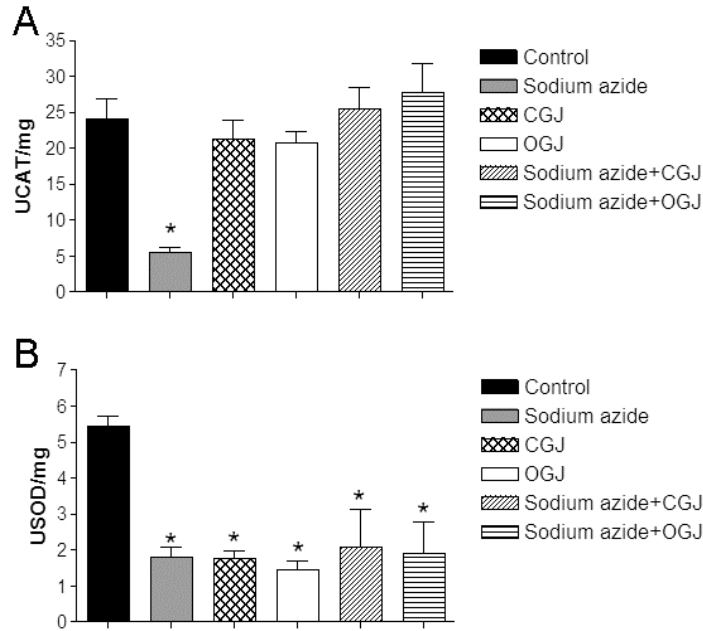 A
35
30
25
20
15
10
5
0
UCAT/mg
*
Control
Sodium azide
CGJ
OGJ
Sodium azide+CGJ
Sodium azide+OGJ
B
7
6
5
4
3
2
1
0
USOD/mg
* * * * *
Control
Sodium azide
CGJ
OGJ
Sodium azide+CGJ
Sodium azide+OGJ